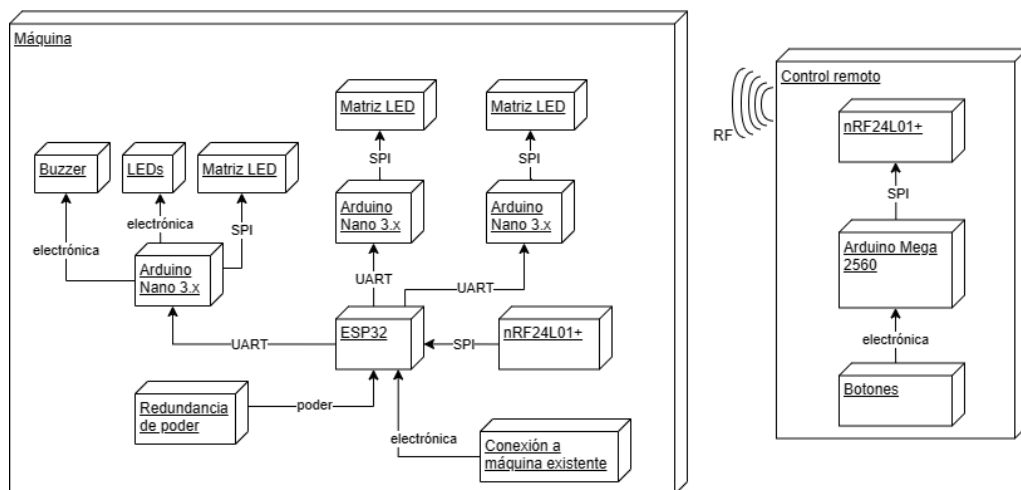 Máquina
Matriz LED
Matriz LED
SPI
SPI
Buzzer
LEDs
Matriz LED
Arduino
Nano 3.x
Arduino
Nano 3.x
electrónica
electrónica
SPI
Arduino
Nano 3.x
UART
UART
UART
ESP32
SPI
nRF24L01+
Redundancia
de poder
poder
electrónica
Conexión a
máquina existente
RF
Control remoto
nRF24L01+
SPI
Arduino Mega
2560
electrónica
Botones